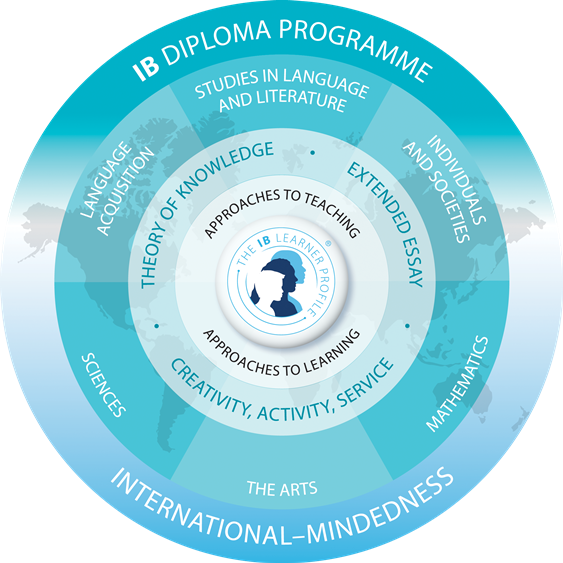 IB DIPLOMA PROGRAMME
STUDIES IN LANGUAGE
AND LITERATURE
LANGUAGE
ACQUISITION
INDIVIDUALS
AND SOCIETIES
THEORY OF KNOWLEDGE
•
EXTENDED ESSAY
APPROACHES TO TEACHING
THE IB LEARNER PROFILE®
APPROACHES TO LEARNING
•
•
CREATIVITY, ACTIVITY, SERVICE
SCIENCES
MATHEMATICS
THE ARTS
INTERNATIONAL–MINDEDNESS